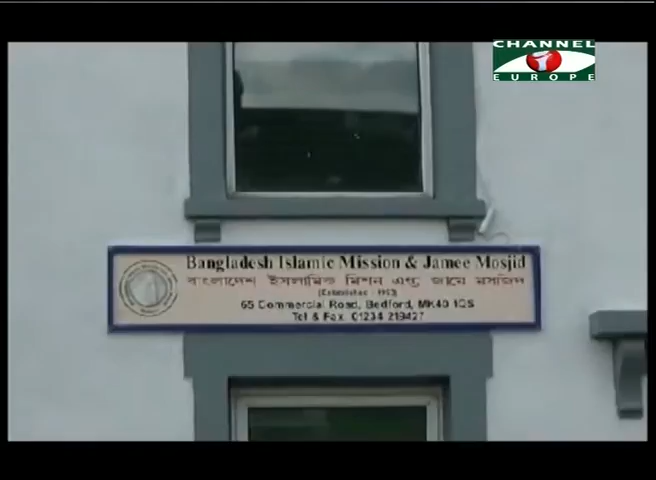 CHANNEL
EUROPE
Bangladesh Islamic Mission & Jamee Mosjid
বাংলাদেশ ইসলামিক মিশন এণ্ড জামে মসজিদ
65 Commercial Road, Bedford, MK40 1QS
Tel & Fax: 01234 219427